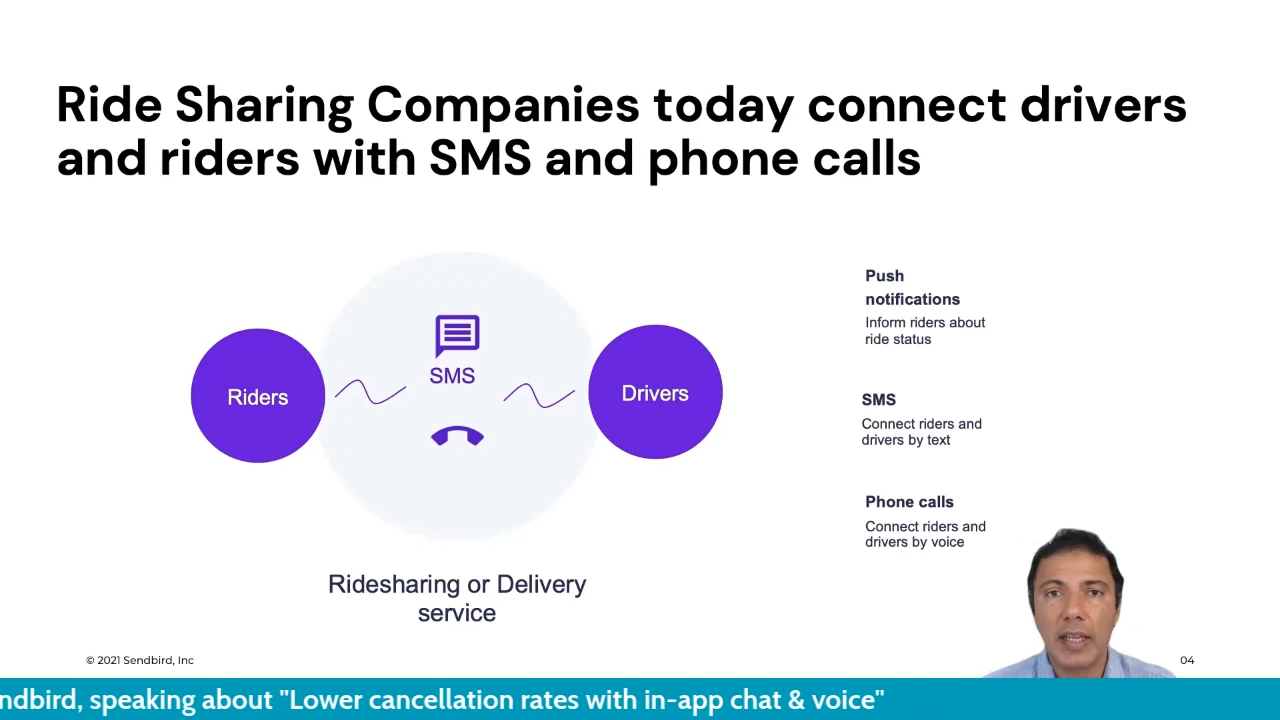 Ride Sharing Companies today connect drivers
and riders with SMS and phone calls
Riders
SMS
Drivers
Ridesharing or Delivery
service
Push
notifications
Inform riders about
ride status
SMS
Connect riders and
drivers by text
Phone calls
Connect riders and
drivers by voice
© 2021 Sendbird, Inc
04
ndbird, speaking about "Lower cancellation rates with in-app chat & voice"